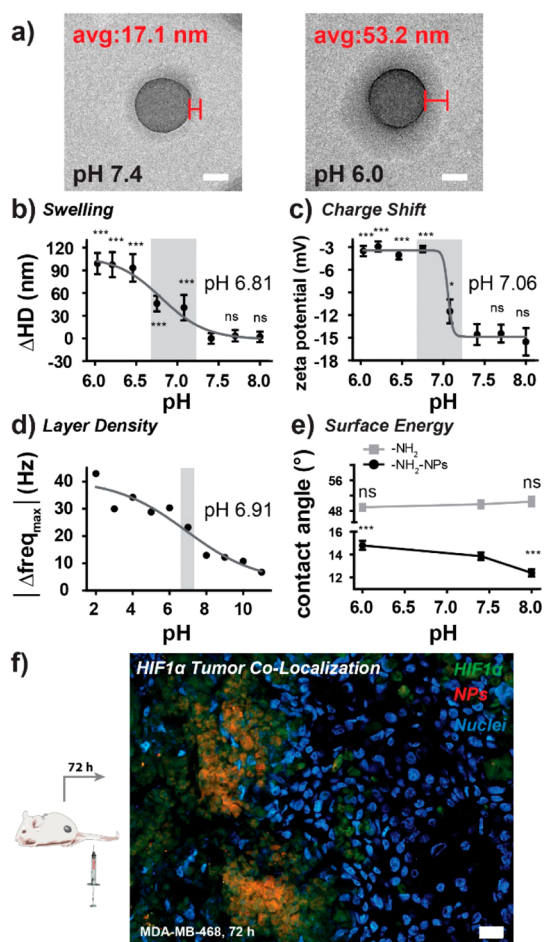 a)
avg:17.1 nm
avg:53.2 nm
pH 7.4
pH 6.0
b) Swelling
c) Charge Shift
ΔHD (nm)
120
90
60
30
0
-30
*** *** *** *** ***
ns ns
pH 6.81
6.0 6.5 7.0 7.5 8.0
pH
zeta potential (mV)
-3
-6
-9
-12
-15
-18
*** *** *** *** *
ns ns
pH 7.06
6.0 6.5 7.0 7.5 8.0
pH
d) Layer Density
e) Surface Energy
| Δfreqmax| (Hz)
50
40
30
20
10
0
pH 6.91
2 4 6 8 10
pH
-NH2
-NH2-NPs
contact angle (°)
51
48
16
14
12
ns ns
*** ***
6.0 6.5 7.0 7.5 8.0
pH
f)
HIF1α Tumor Co-Localization
HIF1α
NPs
Nuclei
72 h
MDA-MB-468, 72 h